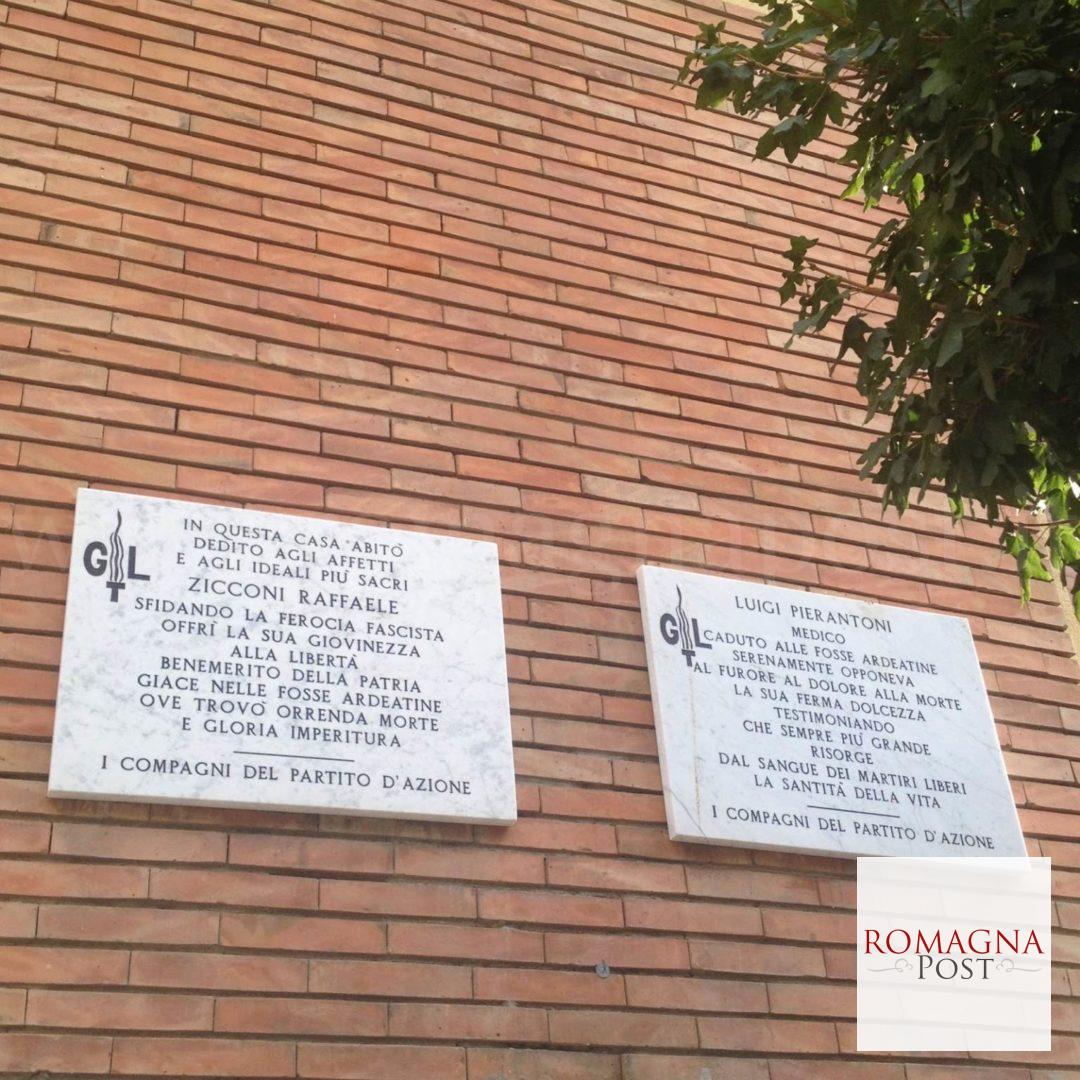 GTL
IN QUESTA CASA ABITÒ
DEDITO AGLI AFFETTI
E AGLI IDEALI PIÙ SACRI
ZICCONI RAFFAELE
SFIDANDO LA FEROCIA FASCISTA
OFFRÌ LA SUA GIOVINEZZA
ALLA LIBERTÀ
BENEMERITO DELLA PATRIA
GIACE NELLE FOSSE ARDEATINE
OVE TROVÒ ORRENDA MORTE
E GLORIA IMPERITURA
I COMPAGNI DEL PARTITO D'AZIONE
GTL
LUIGI PIERANTONI
MEDICO
CADUTO ALLE FOSSE ARDEATINE
SERENAMENTE OPPONEVA
AL FURORE AL DOLORE ALLA MORTE
LA SUA FERMA DOLCEZZA
TESTIMONIANDO
CHE SEMPRE PIÙ GRANDE
RISORGE
DAL SANGUE DEI MARTIRI LIBERI
LA SANTITÀ DELLA VITA
I COMPAGNI DEL PARTITO D'AZIONE
ROMAGNA
POST